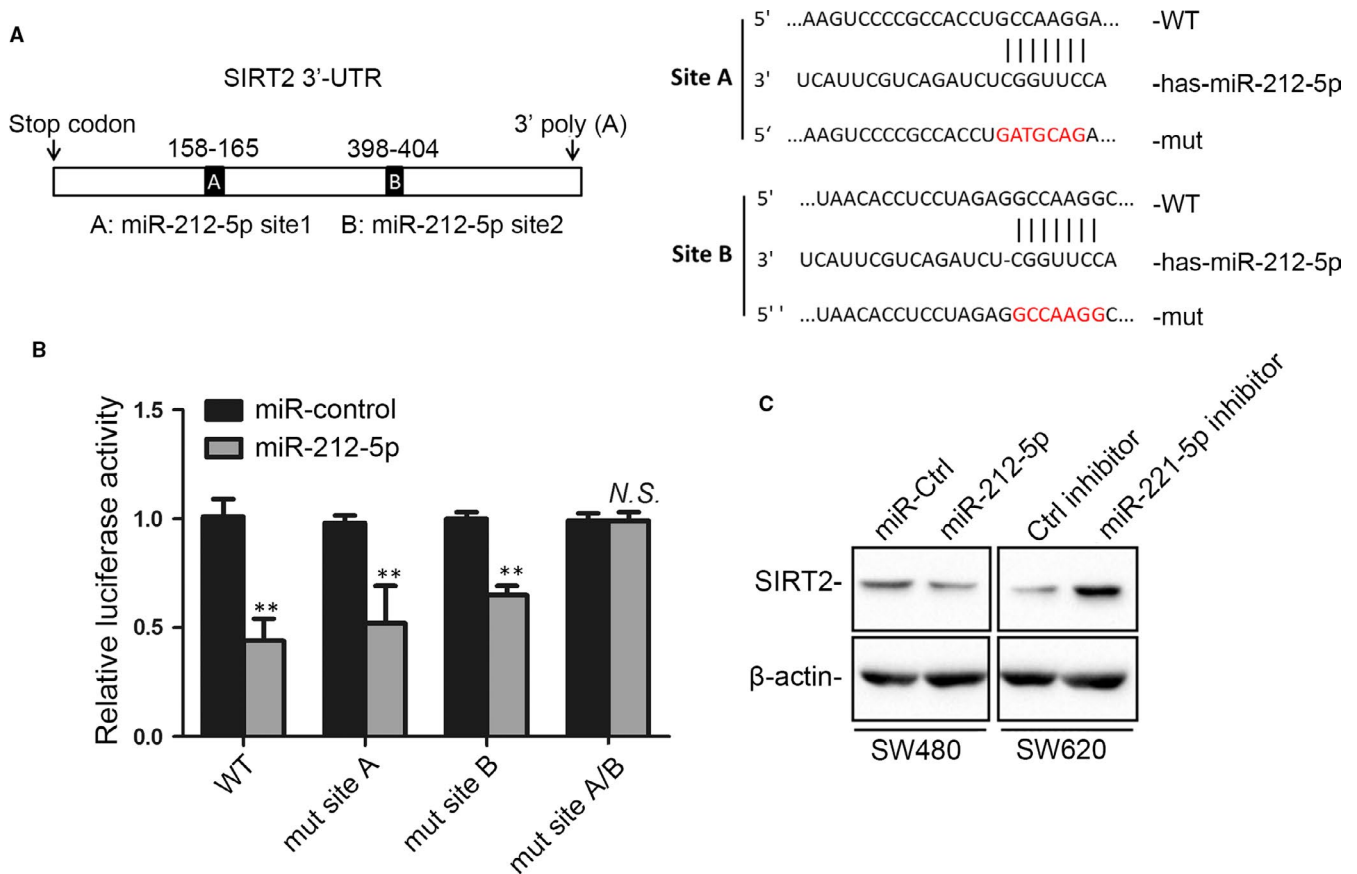 A
SIRT2 3'-UTR
Stop codon
3' poly (A)
158-165
398-404
A
B
A: miR-212-5p site1
B: miR-212-5p site2
Site A
5' ...AAGUCCCCGCCACCUGCCAAGGA... -WT
3' UCAUUCGUCAGAUCUCGGUUCCA -has-miR-212-5p
5' ...AAGUCCCCGCCACCUGATGCAGA... -mut
Site B
5' ...UAACACCUCCUAGAGGCCAAGGC... -WT
3' UCAUUCGUCAGAUCU-CGGUUCCA -has-miR-212-5p
5'' ...UAACACCUCCUAGAGGCCAAGGC... -mut
B
Relative luciferase activity
1.5
1.0
0.5
0.0
miR-control
miR-212-5p
**
**
**
N.S.
WT
mut site A
mut site B
mut site A/B
C
miR-Ctrl
miR-212-5p
Ctrl inhibitor
miR-221-5p inhibitor
SIRT2-
β-actin-
SW480
SW620